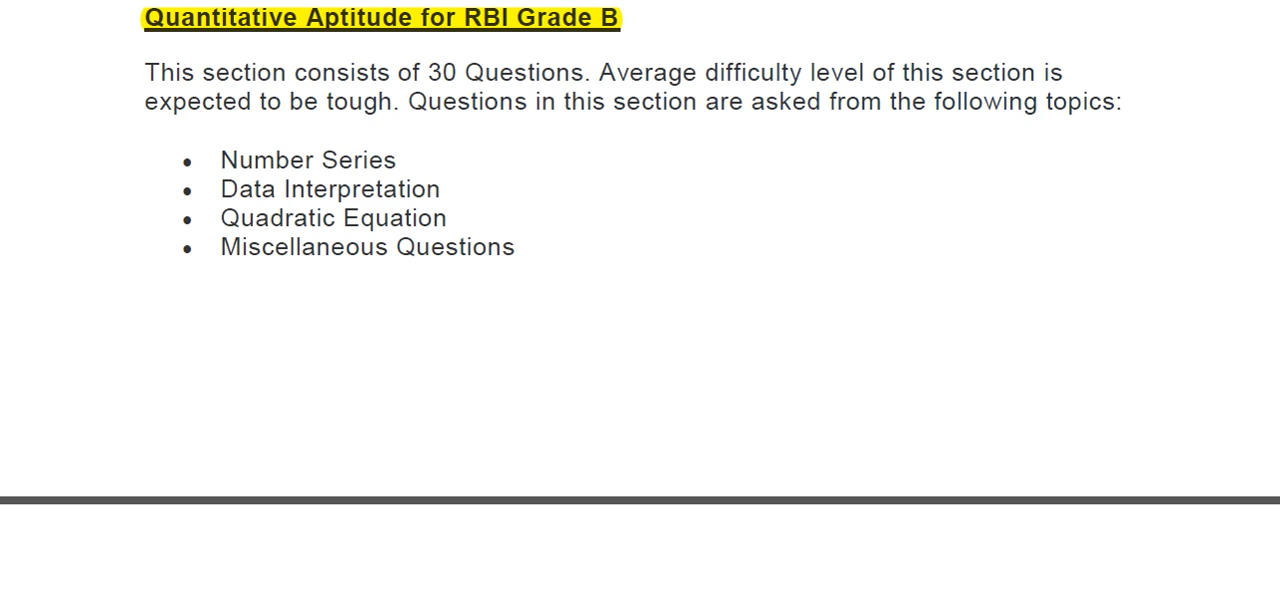 Quantitative Aptitude for RBI Grade B
This section consists of 30 Questions. Average difficulty level of this section is
expected to be tough. Questions in this section are asked from the following topics:
• Number Series
• Data Interpretation
• Quadratic Equation
• Miscellaneous Questions